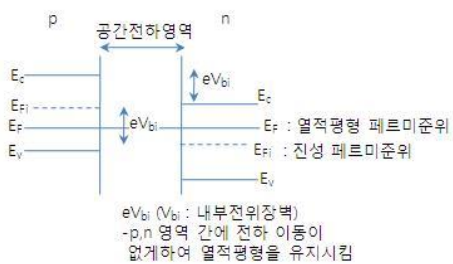 p
n
공간전하영역
Ec
eVbi
Ec
EFi
EF
eVbi
EF : 열적평형 페르미준위
Ev
EFi : 진성 페르미준위
Ev
eVbi (Vbi : 내부전위장벽)
-p,n 영역 간에 전하 이동이
없게하여 열적평형을 유지시킴